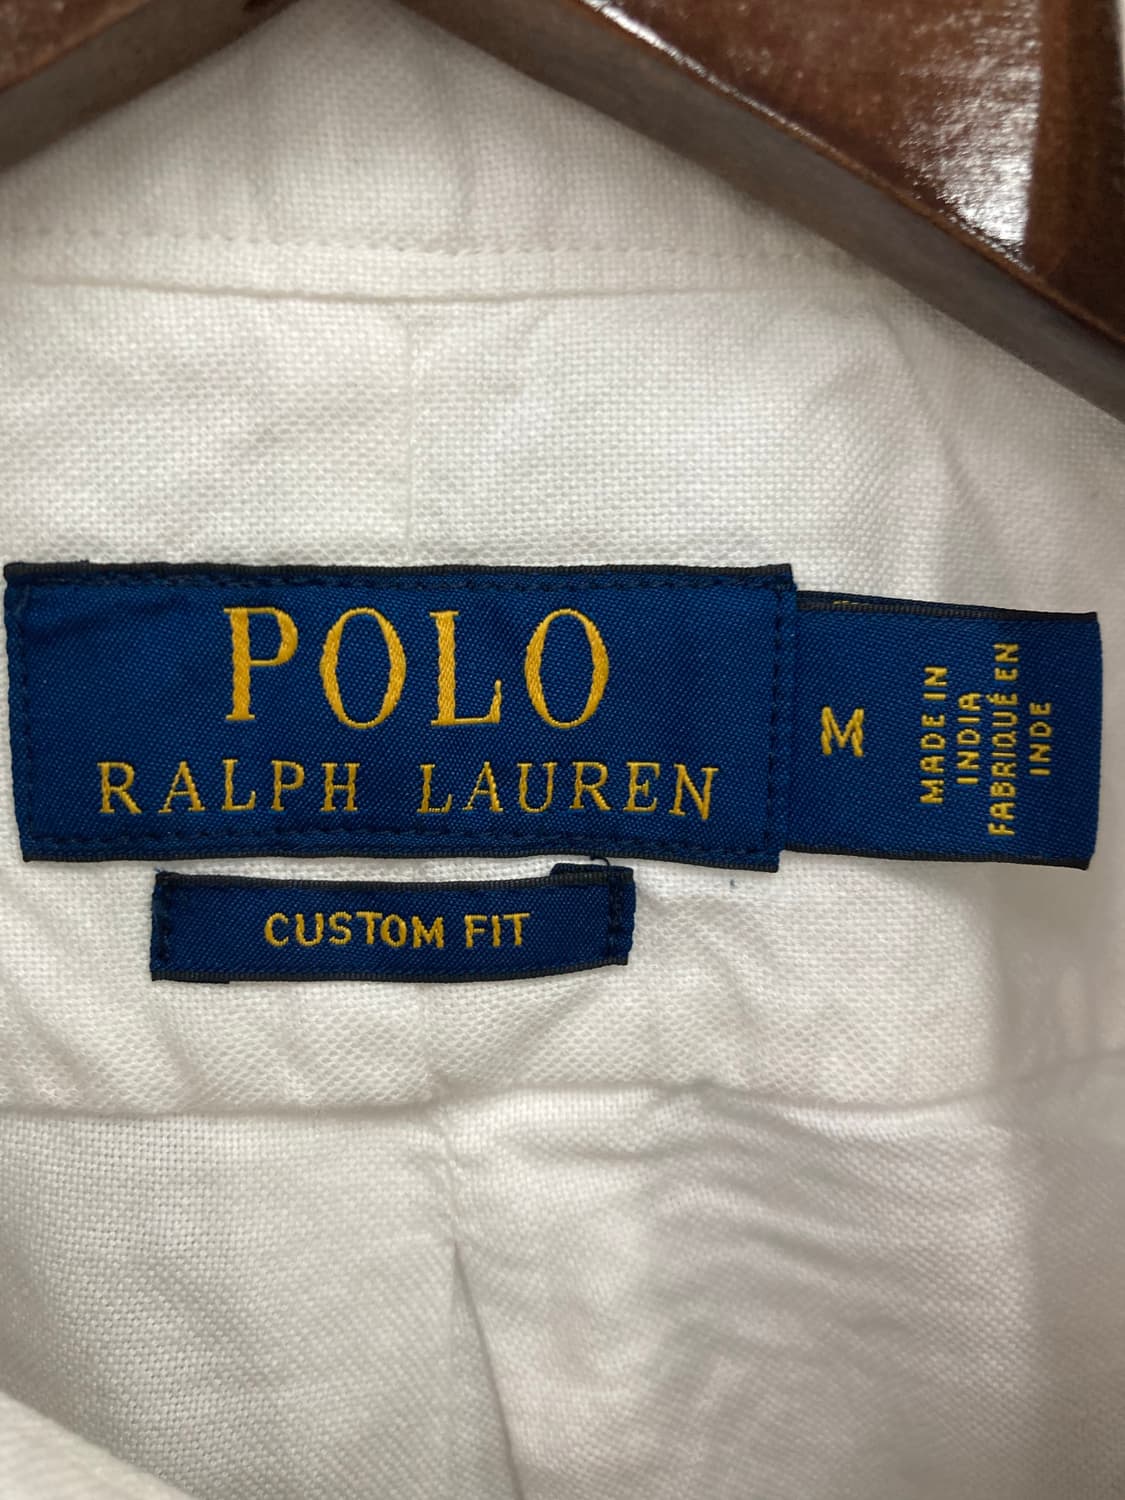 POLO
RALPH LAUREN
M
MADE IN
INDIA
FABRIQUÉ EN
INDE
CUSTOM FIT